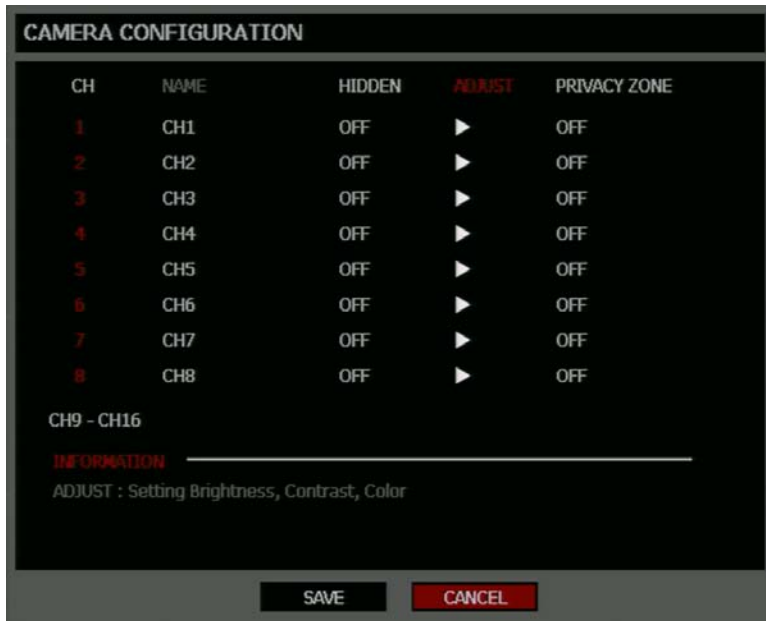 CAMERA CONFIGURATION
CH NAME HIDDEN ADJUST PRIVACY ZONE
1 CH1 OFF ▶ OFF
2 CH2 OFF ▶ OFF
3 CH3 OFF ▶ OFF
4 CH4 OFF ▶ OFF
5 CH5 OFF ▶ OFF
6 CH6 OFF ▶ OFF
7 CH7 OFF ▶ OFF
8 CH8 OFF ▶ OFF
CH9 - CH16
INFORMATION
ADJUST : Setting Brightness, Contrast, Color
SAVE CANCEL